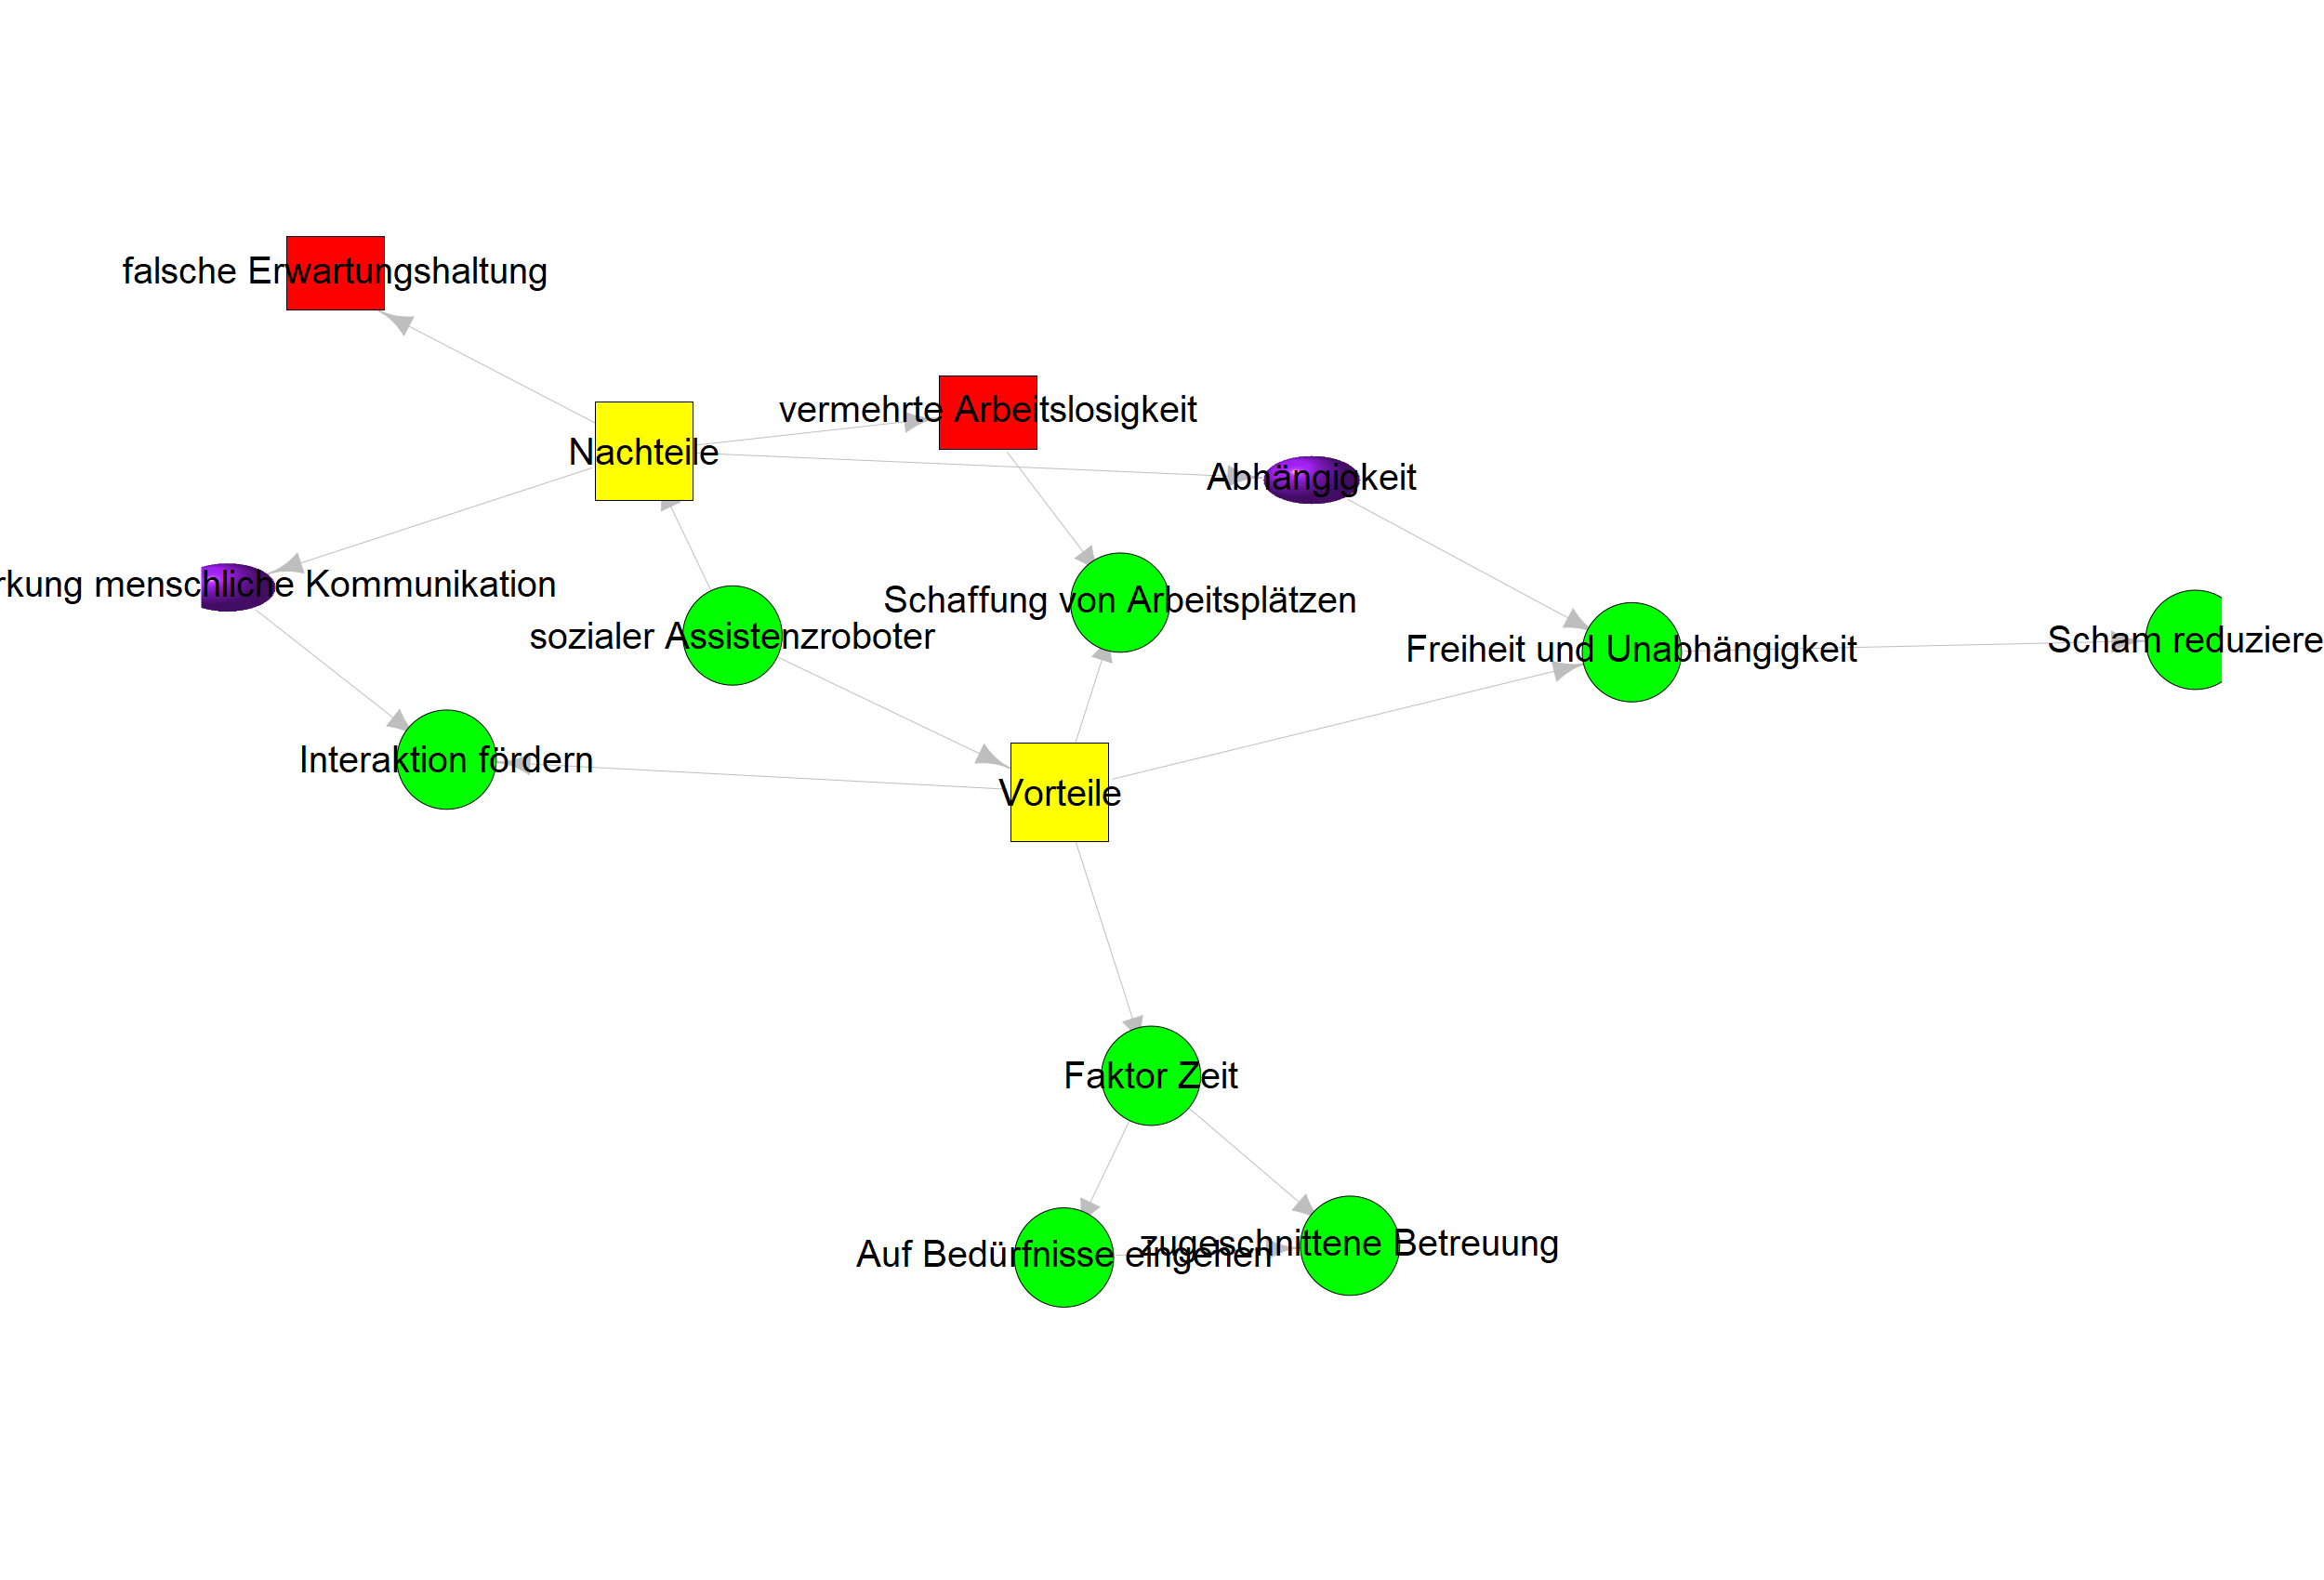 falsche Erwartungshaltung
vermehrte Arbeitslosigkeit
Nachteile
Abhängigkeit
menschliche Kommunikation
Schaffung von Arbeitsplätzen
sozialer Assistenzroboter
Freiheit und Unabhängigkeit
Scham reduziere
Interaktion fördern
Vorteile
Faktor Zeit
zugeschnittene Betreuung
Auf Bedürfnisse eingehen